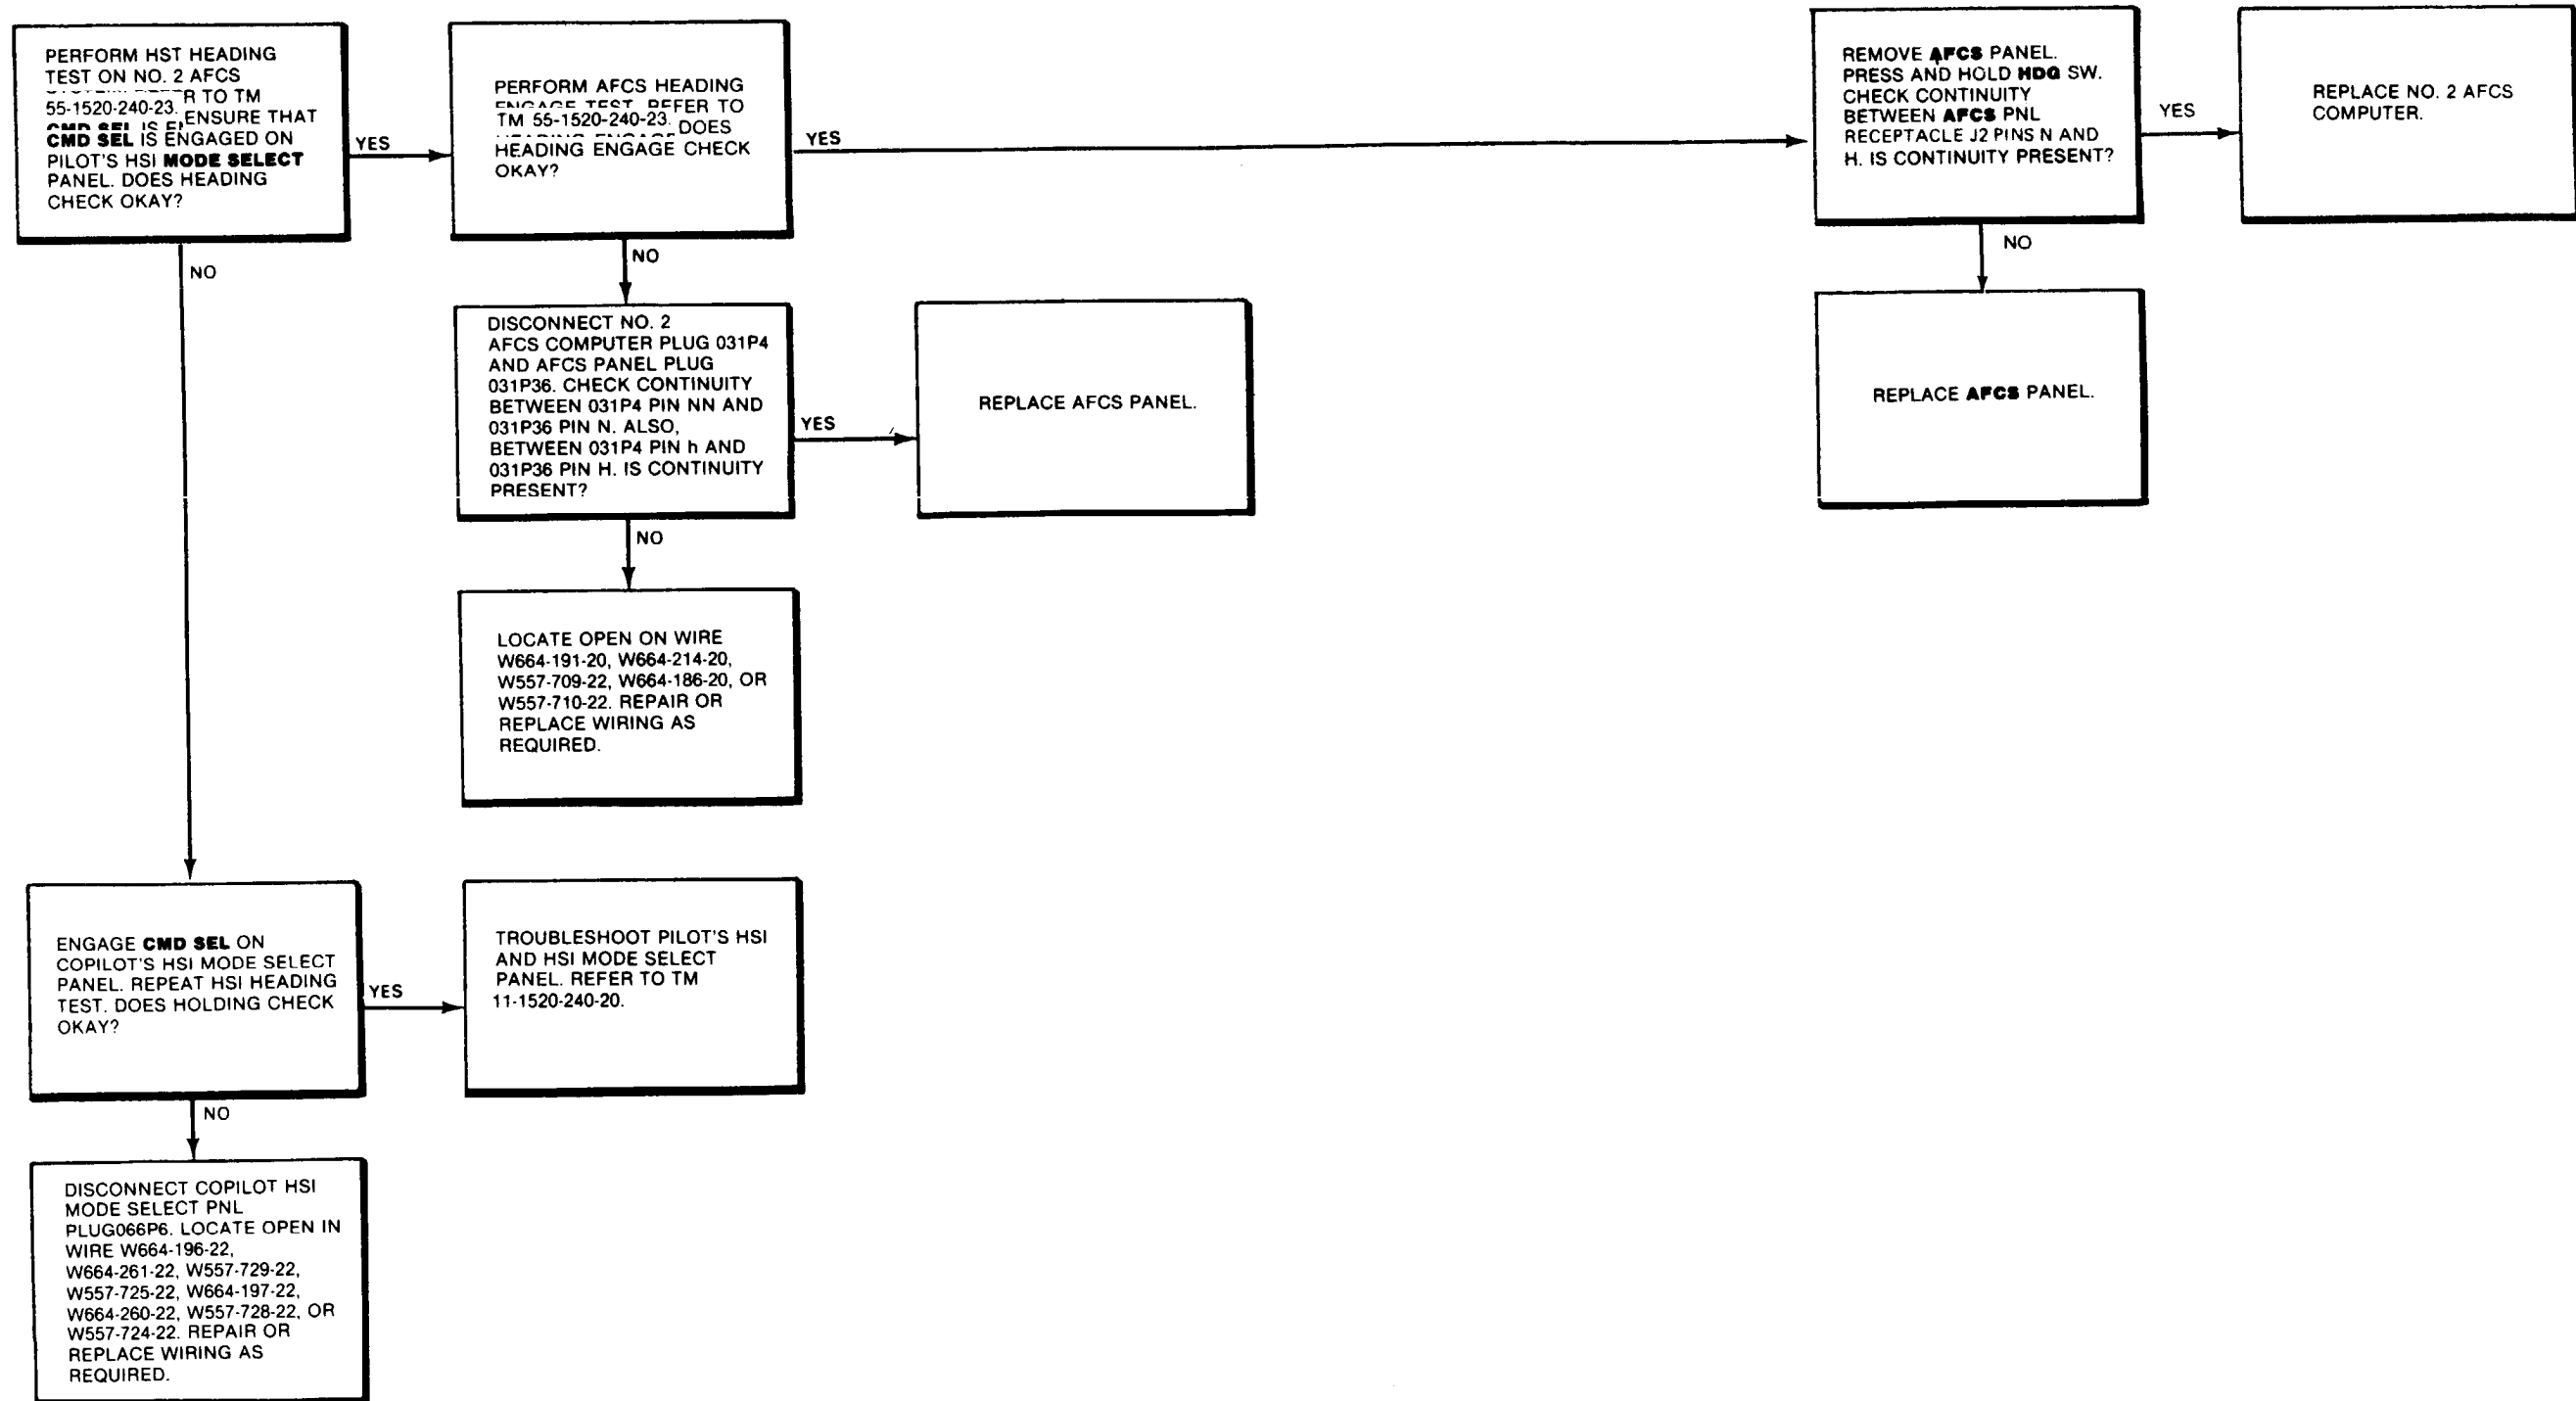 PERFORM HST HEADING
TEST ON NO. 2 AFCS
R TO TM
55-1520-240-23. ENSURE THAT
CMD SEL IS
CMD SEL IS ENGAGED ON
PILOT'S HSI MODE SELECT
PANEL. DOES HEADING
CHECK OKAY?
YES
NO
PERFORM AFCS HEADING
ENGAGE TEST. REFER TO
TM 55-1520-240-23.
HEADING ENGAGE DOES
HEADING ENGAGE CHECK
OKAY?
YES
NO
REMOVE AFCS PANEL.
PRESS AND HOLD HDG SW.
CHECK CONTINUITY
BETWEEN AFCS PNL
RECEPTACLE J2 PINS N AND
H. IS CONTINUITY PRESENT?
YES
NO
REPLACE NO. 2 AFCS
COMPUTER.
DISCONNECT NO. 2
AFCS COMPUTER PLUG 031P4
AND AFCS PANEL PLUG
031P36. CHECK CONTINUITY
BETWEEN 031P4 PIN NN AND
031P36 PIN N. ALSO,
BETWEEN 031P4 PIN h AND
031P36 PIN H. IS CONTINUITY
PRESENT?
YES
NO
REPLACE AFCS PANEL.
REPLACE AFCS PANEL.
LOCATE OPEN ON WIRE
W664-191-20, W664-214-20,
W557-709-22, W664-186-20, OR
W557-710-22. REPAIR OR
REPLACE WIRING AS
REQUIRED.
ENGAGE CMD SEL ON
COPILOT'S HSI MODE SELECT
PANEL. REPEAT HSI HEADING
TEST. DOES HOLDING CHECK
OKAY?
YES
NO
TROUBLESHOOT PILOT'S HSI
AND HSI MODE SELECT
PANEL. REFER TO TM
11-1520-240-20.
DISCONNECT COPILOT HSI
MODE SELECT PNL
PLUG066P6. LOCATE OPEN IN
WIRE W664-196-22,
W664-261-22, W557-729-22,
W557-725-22, W664-197-22,
W664-260-22, W557-728-22, OR
W557-724-22. REPAIR OR
REPLACE WIRING AS
REQUIRED.